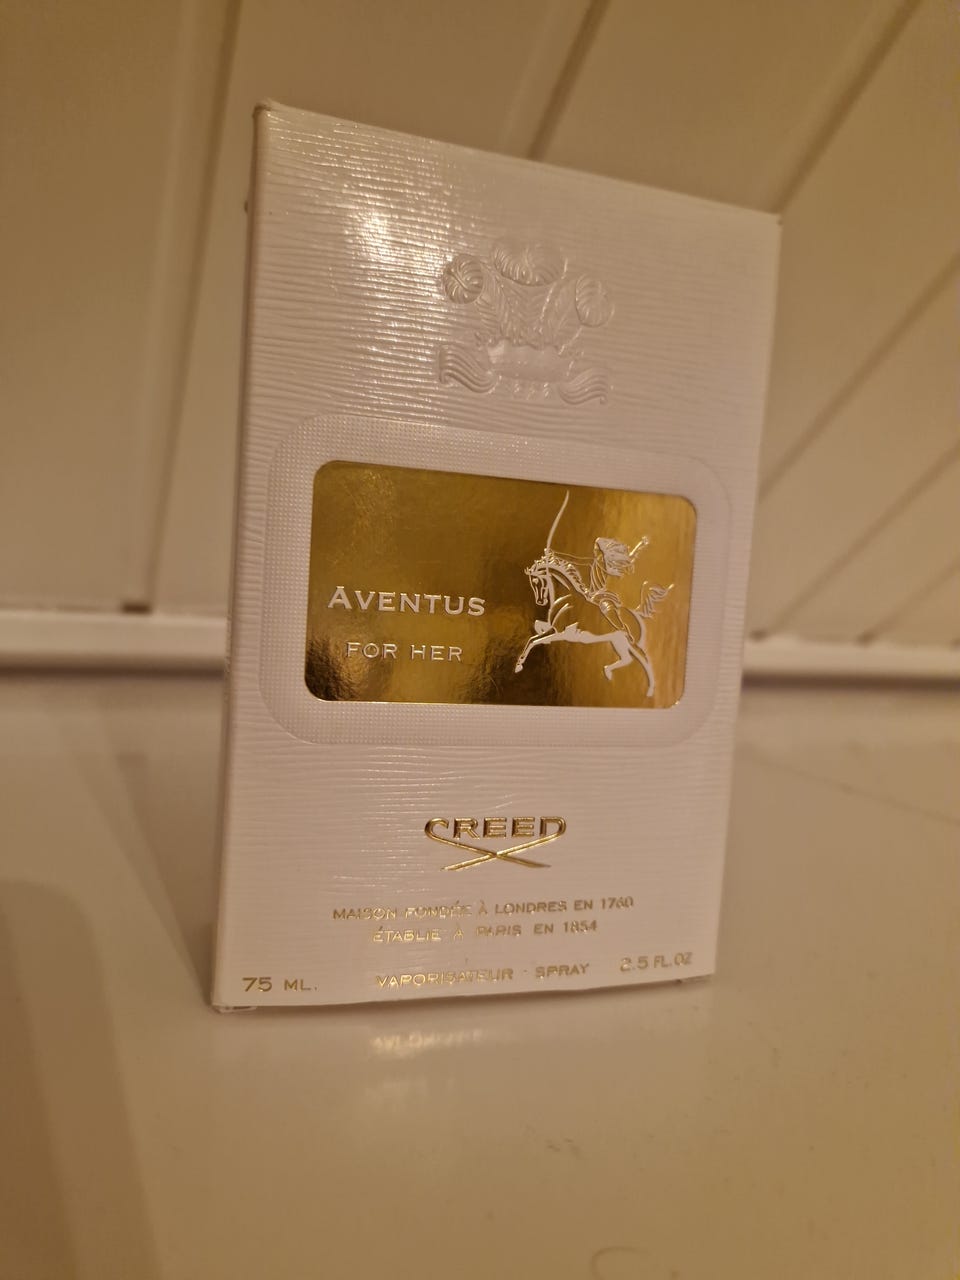 AVENTUS
FOR HER
CREED
MAISON FONDÉE À LONDRES EN 1760
ÉTABLIE À PARIS EN 1854
75 ML. VAPORISATEUR - SPRAY 2.5 FL.OZ